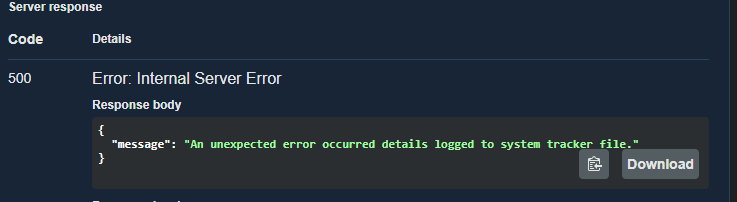 Server response
Code Details
500 Error: Internal Server Error
Response body
{
"message": "An unexpected error occurred details logged to system tracker file."
}
Download